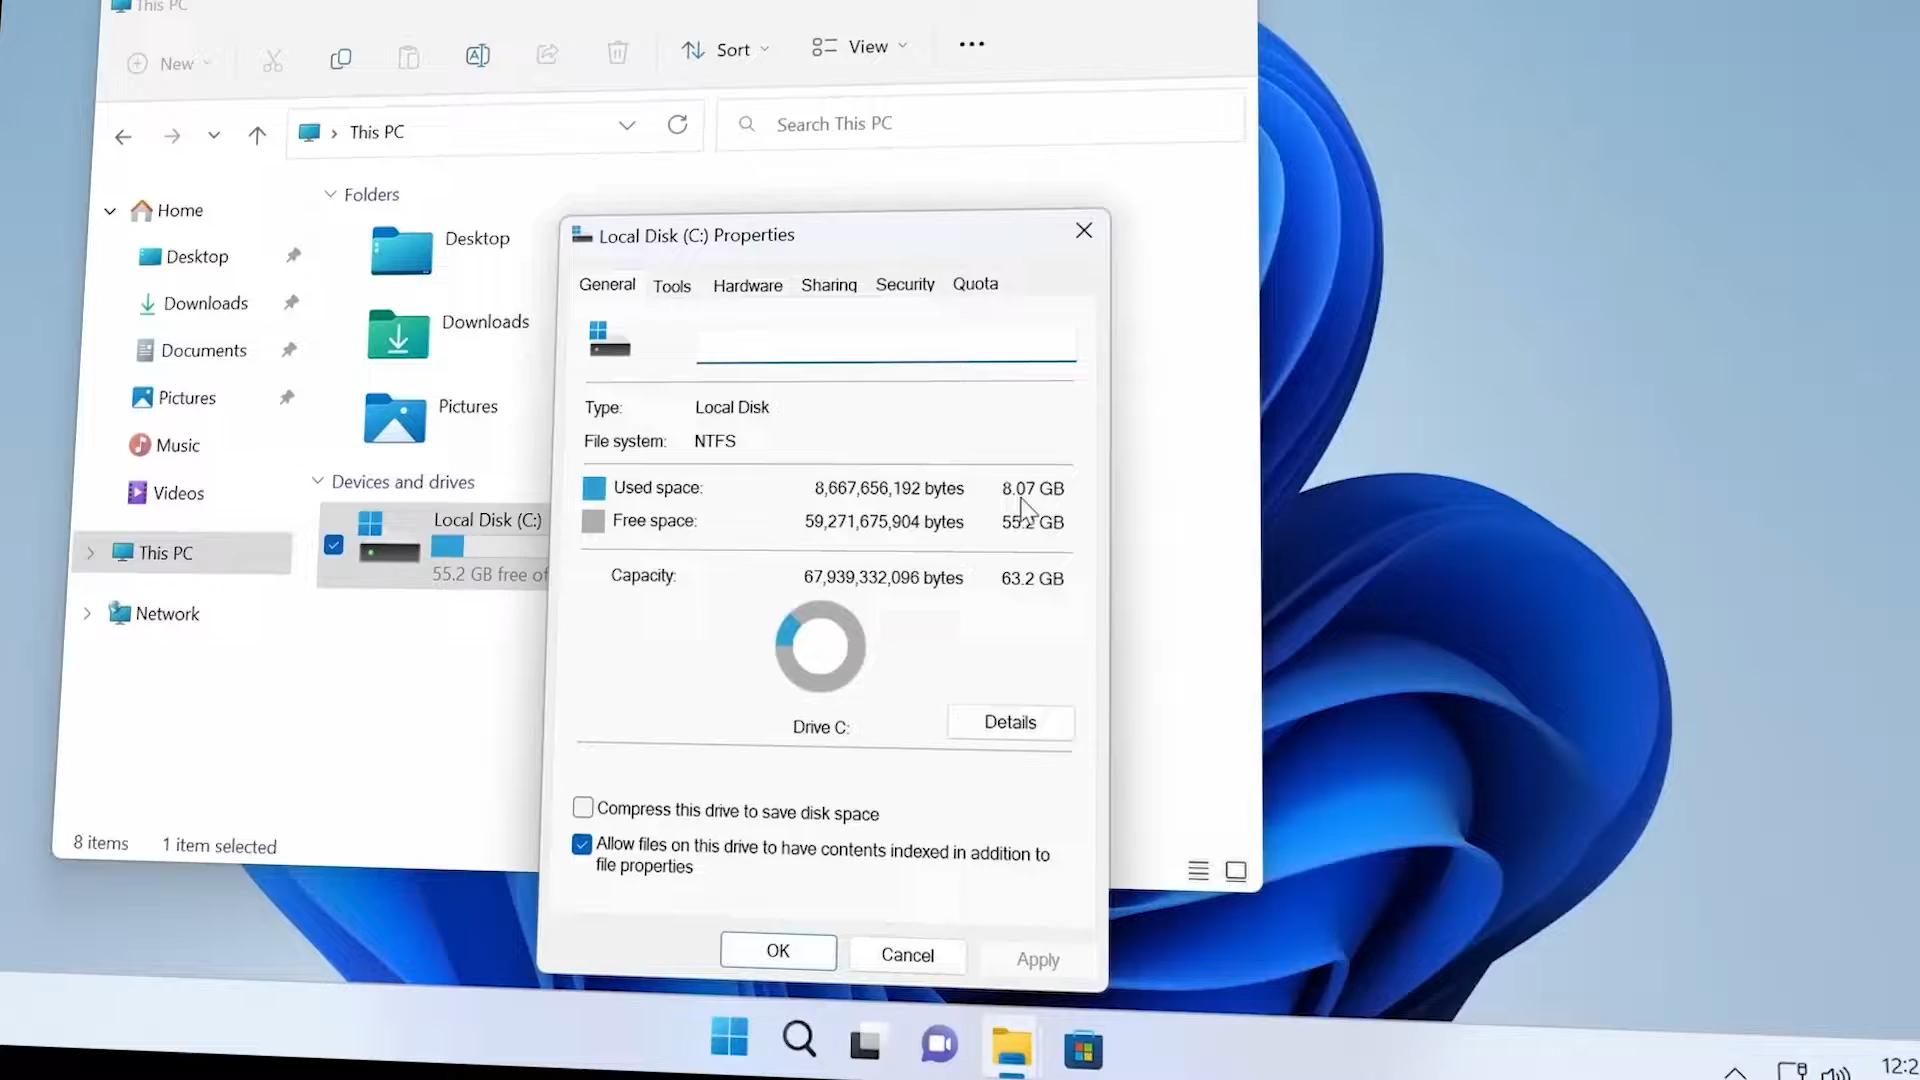 This PC
New
Sort
View
This PC
Search This PC
Home
Desktop
Downloads
Documents
Pictures
Music
Videos
This PC
Network
Folders
Desktop
Downloads
Pictures
Devices and drives
Local Disk (C:)
55.2 GB free of
8 items 1 item selected
Local Disk (C:) Properties
General Tools Hardware Sharing Security Quota
Type: Local Disk
File system: NTFS
Used space: 8,667,656,192 bytes 8.07 GB
Free space: 59,271,675,904 bytes 55.2 GB
Capacity: 67,939,332,096 bytes 63.2 GB
Drive C:
Details
Compress this drive to save disk space
Allow files on this drive to have contents indexed in addition to
file properties
OK Cancel Apply
12:2